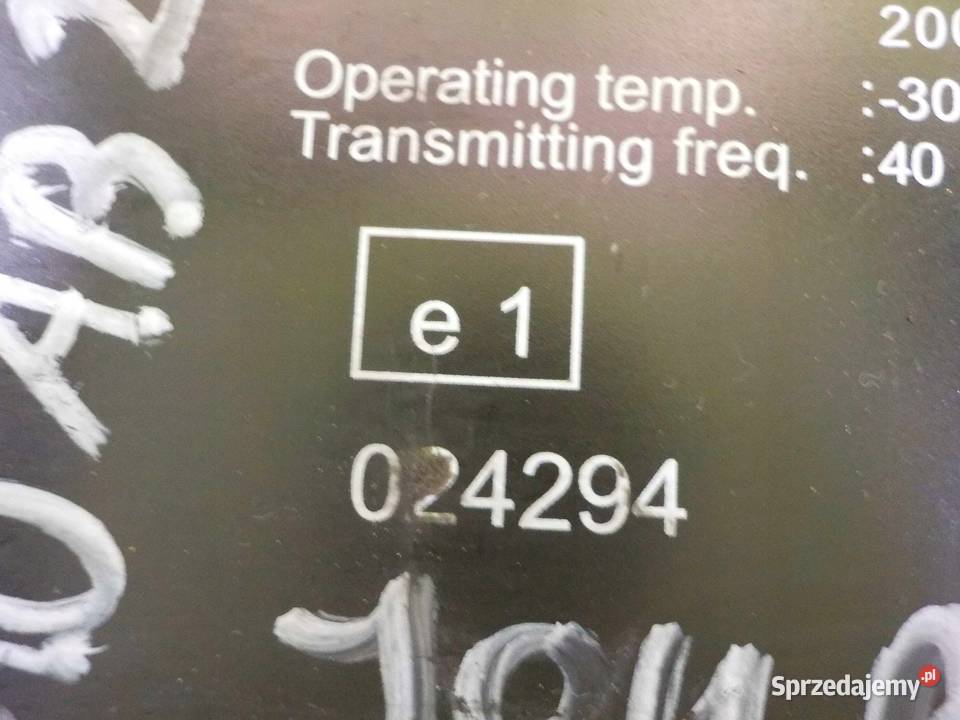 200
Operating temp. :-30
Transmitting freq. :40
e 1
024294
Sprzedajemy.pl